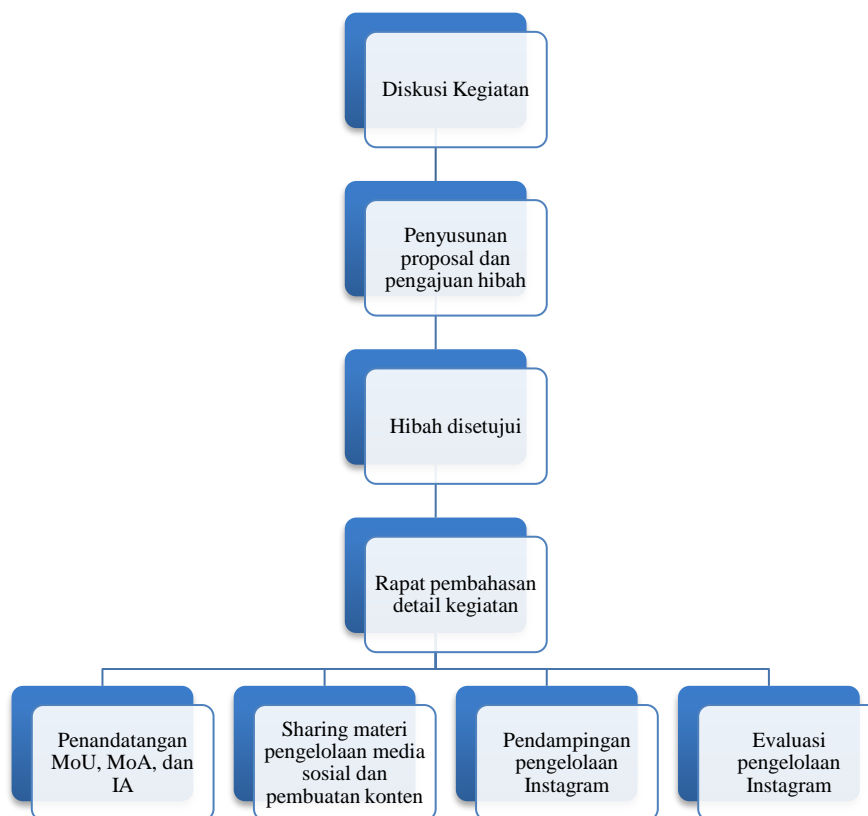 Diskusi Kegiatan
Penyusunan
proposal dan
pengajuan hibah
Hibah disetujui
Rapat pembahasan
detail kegiatan
Penandatangan
MoU, MoA, dan
IA
Sharing materi
pengelolaan media
sosial dan
pembuatan konten
Pendampingan
pengelolaan
Instagram
Evaluasi
pengelolaan
Instagram